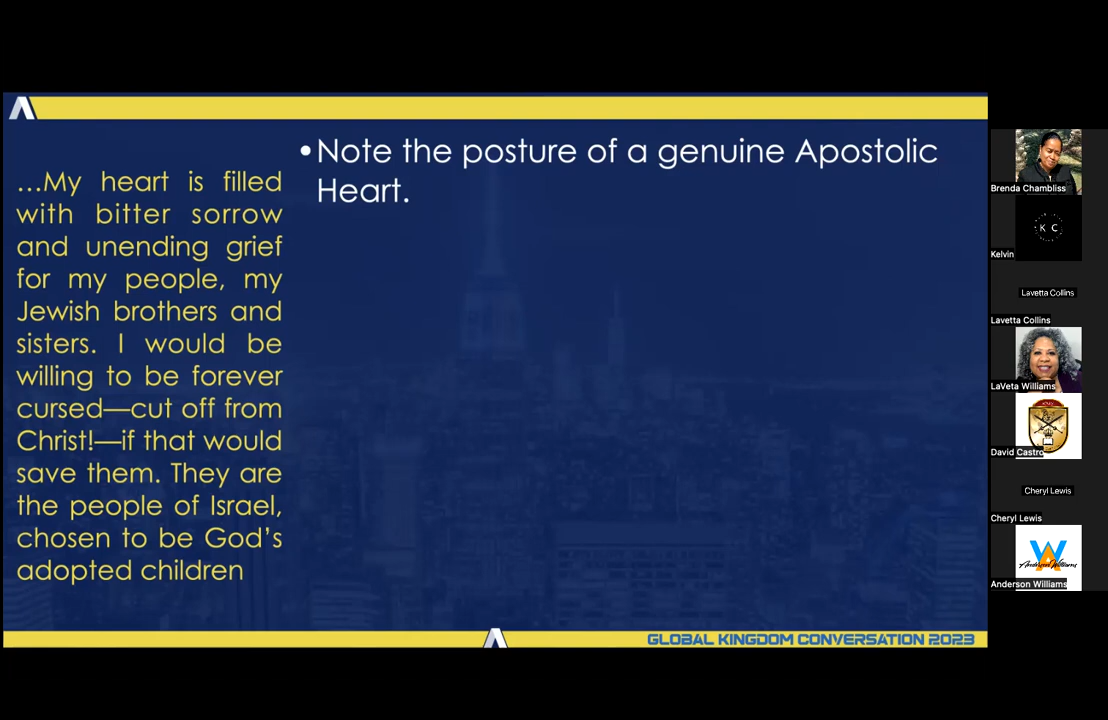 …My heart is filled
with bitter sorrow
and unending grief
for my people, my
Jewish brothers and
sisters. I would be
willing to be forever
cursed—cut off from
Christ!—if that would
save them. They are
the people of Israel,
chosen to be God’s
adopted children
•Note the posture of a genuine Apostolic
Heart.
GLOBAL KINGDOM CONVERSATION 2023
Brenda Chambliss
K C
Kelvin
Lavetta Collins
Lavetta Collins
LaVeta Williams
David Castro
Cheryl Lewis
Cheryl Lewis
WA
Anderson Williams
Anderson Williams